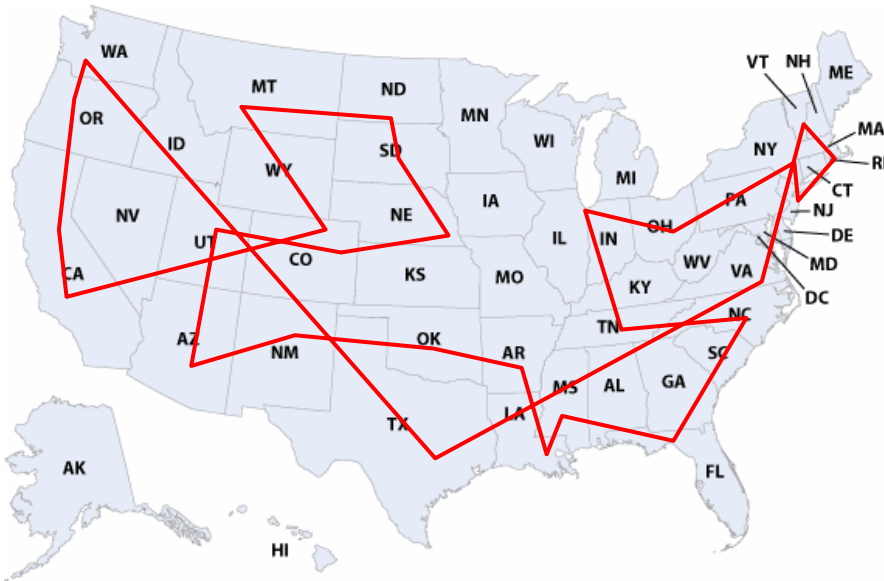 WA
MT
ND
MN
VT
NH
ME
OR
ID
WY
SD
WI
MI
NY
MA
RI
CT
NV
UT
CO
NE
IA
IL
IN
OH
PA
NJ
DE
MD
DC
CA
KS
MO
KY
WV
VA
AZ
NM
OK
AR
TN
NC
SC
TX
LA
MS
AL
GA
AK
HI
FL